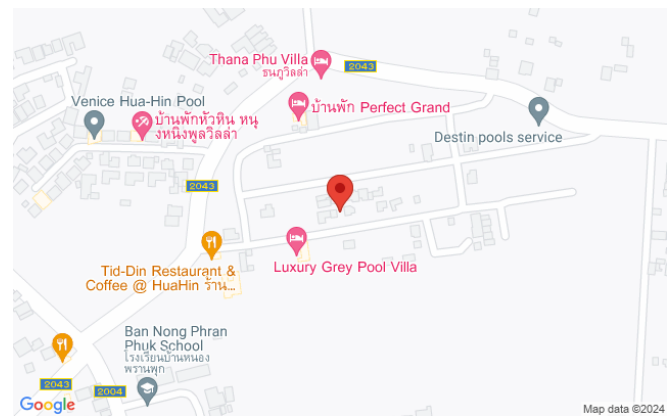 Thana Phu Villa
ธนภูวิลล่า
2043
Venice Hua-Hin Pool
บ้านพักหัวหิน หนุ
งหนิงพูลวิลล่า
บ้านพัก Perfect Grand
Destin pools service
2043
Tid-Din Restaurant &
Coffee @ HuaHin ร้าน...
Luxury Grey Pool Villa
Ban Nong Phran
Phuk School
โรงเรียนบ้านหนอง
พรานพุก
2043
2004
Google
Map data ©2024